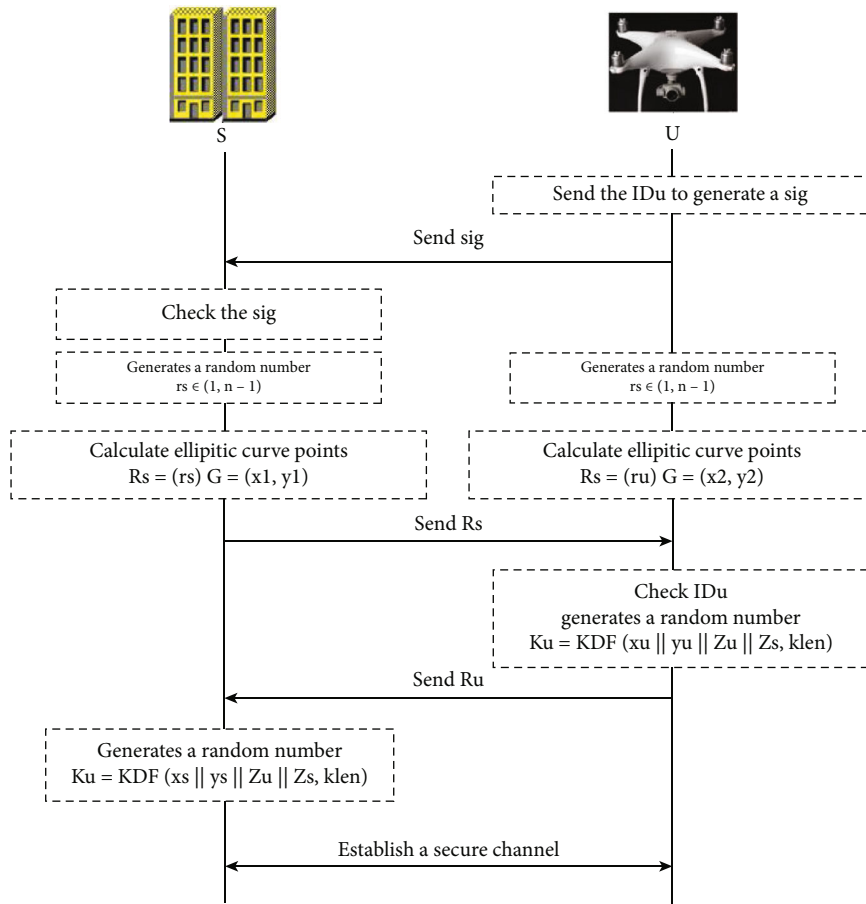 S
U
Send the IDu to generate a sig
Send sig
Check the sig
Generates a random number
rs ∈ (1, n – 1)
Generates a random number
rs ∈ (1, n – 1)
Calculate ellipitic curve points
Rs = (rs) G = (x1, y1)
Calculate ellipitic curve points
Rs = (ru) G = (x2, y2)
Send Rs
Check IDu
generates a random number
Ku = KDF (xu || yu || Zu || Zs, klen)
Send Ru
Generates a random number
Ku = KDF (xs || ys || Zu || Zs, klen)
Establish a secure channel